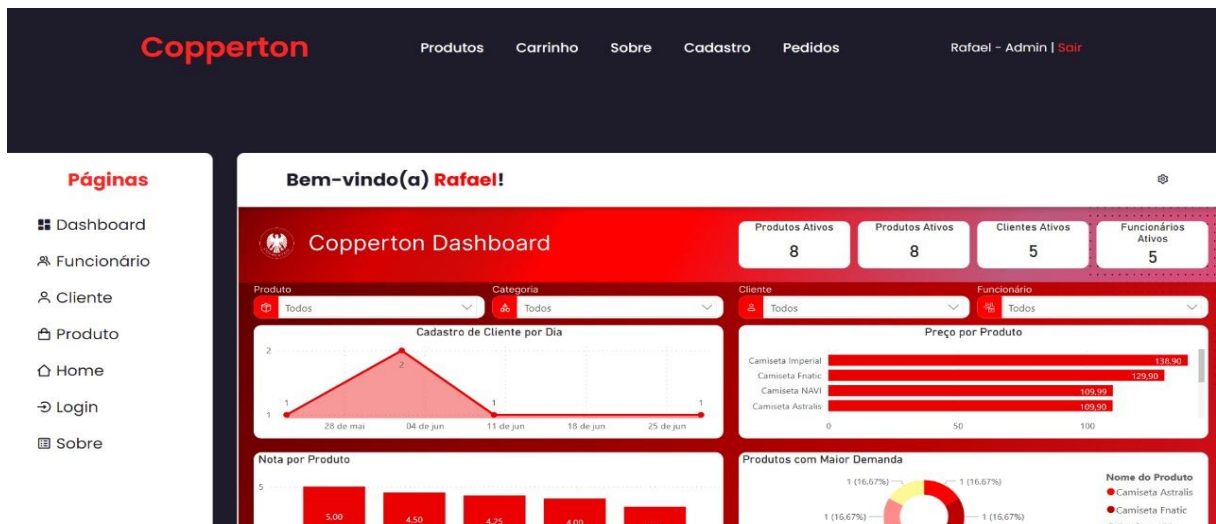 Copperton
Produtos Carrinho Sobre Cadastro Pedidos
Rafael - Admin | Sair
Páginas
Dashboard
Funcionário
Cliente
Produto
Home
Login
Sobre
Bem-vindo(a) Rafael!
Copperton Dashboard
Produtos Ativos
8
Produtos Ativos
8
Clientes Ativos
5
Funcionários
Ativos
5
Produto
Todos
Categoria
Todos
Cliente
Todos
Funcionário
Todos
Cadastro de Cliente por Dia
2
1
1
2
1
1
28 de mai 04 de jun 11 de jun 18 de jun 25 de jun
Preço por Produto
Camiseta Imperial 138,90
Camiseta Fnatic 129,90
Camiseta NAVI 109,99
Camiseta Astralis 109,90
0 50 100
Nota por Produto
5
5.00 4.50 4.25 4.00
Produtos com Maior Demanda
1 (16.67%) 1 (16.67%)
1 (16.67%) 1 (16.67%)
Nome do Produto
Camiseta Astralis
Camiseta Fnatic